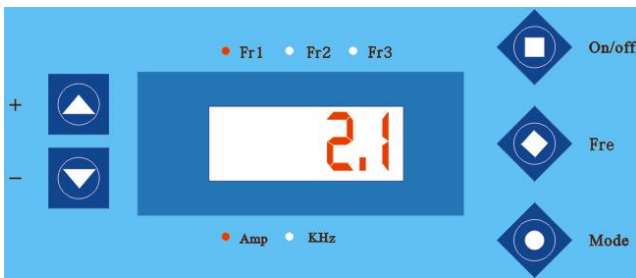 Fr1 Fr2 Fr3
On/off
+
2.1
Fre
−
Amp KHz
Mode